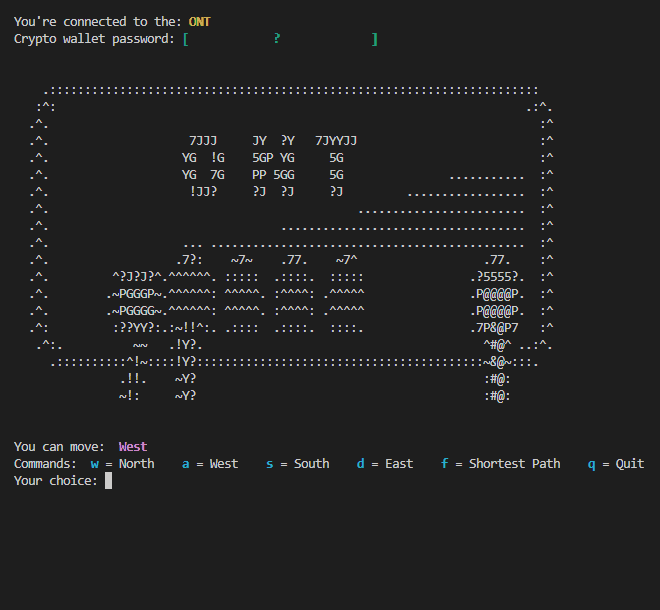 You're connected to the: ONT
Crypto wallet password: [ ? ]
ONT
You can move: West
Commands: w = North a = West s = South d = East f = Shortest Path q = Quit
Your choice: